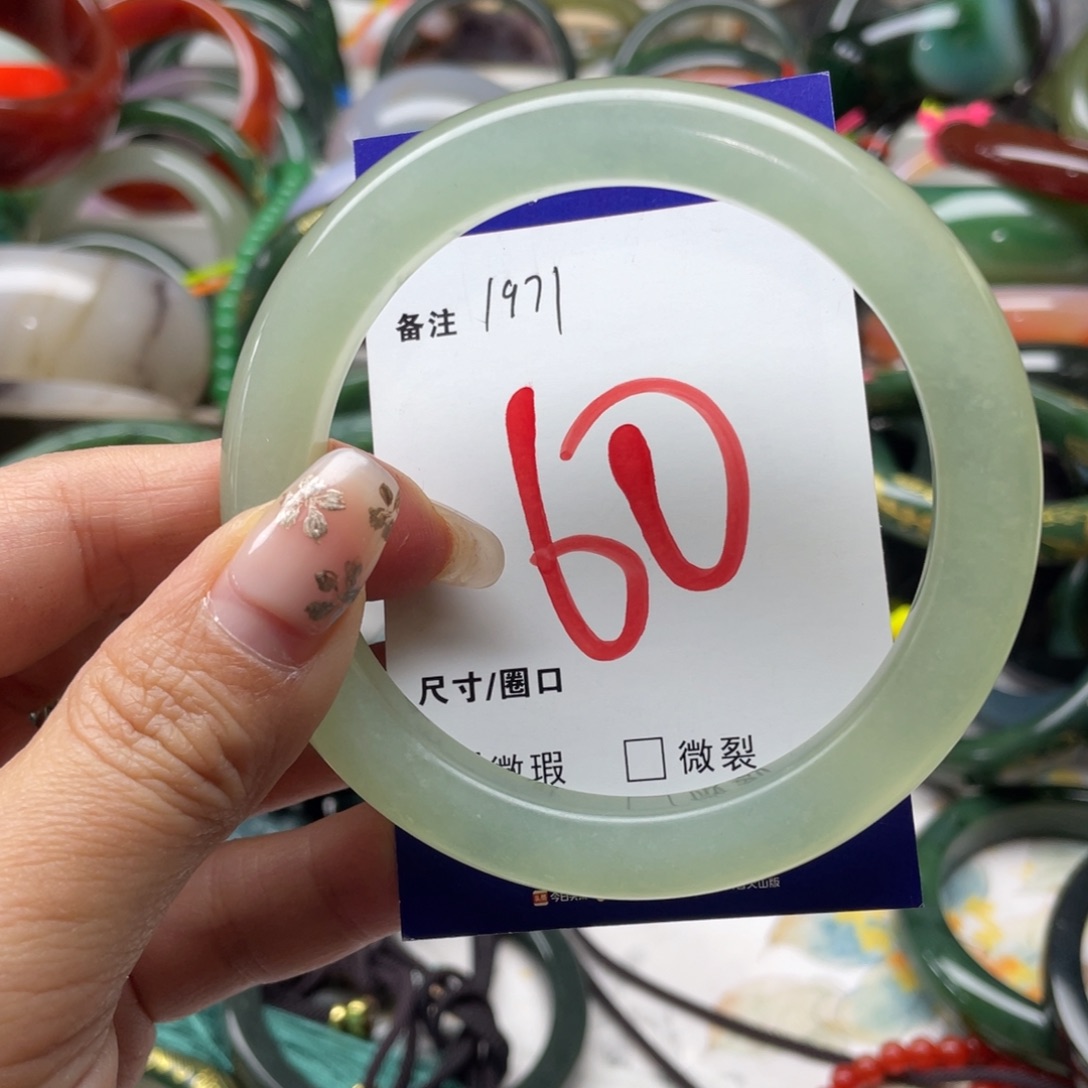 备注 1971
60
尺寸/圈口
微瑕 □ 微裂